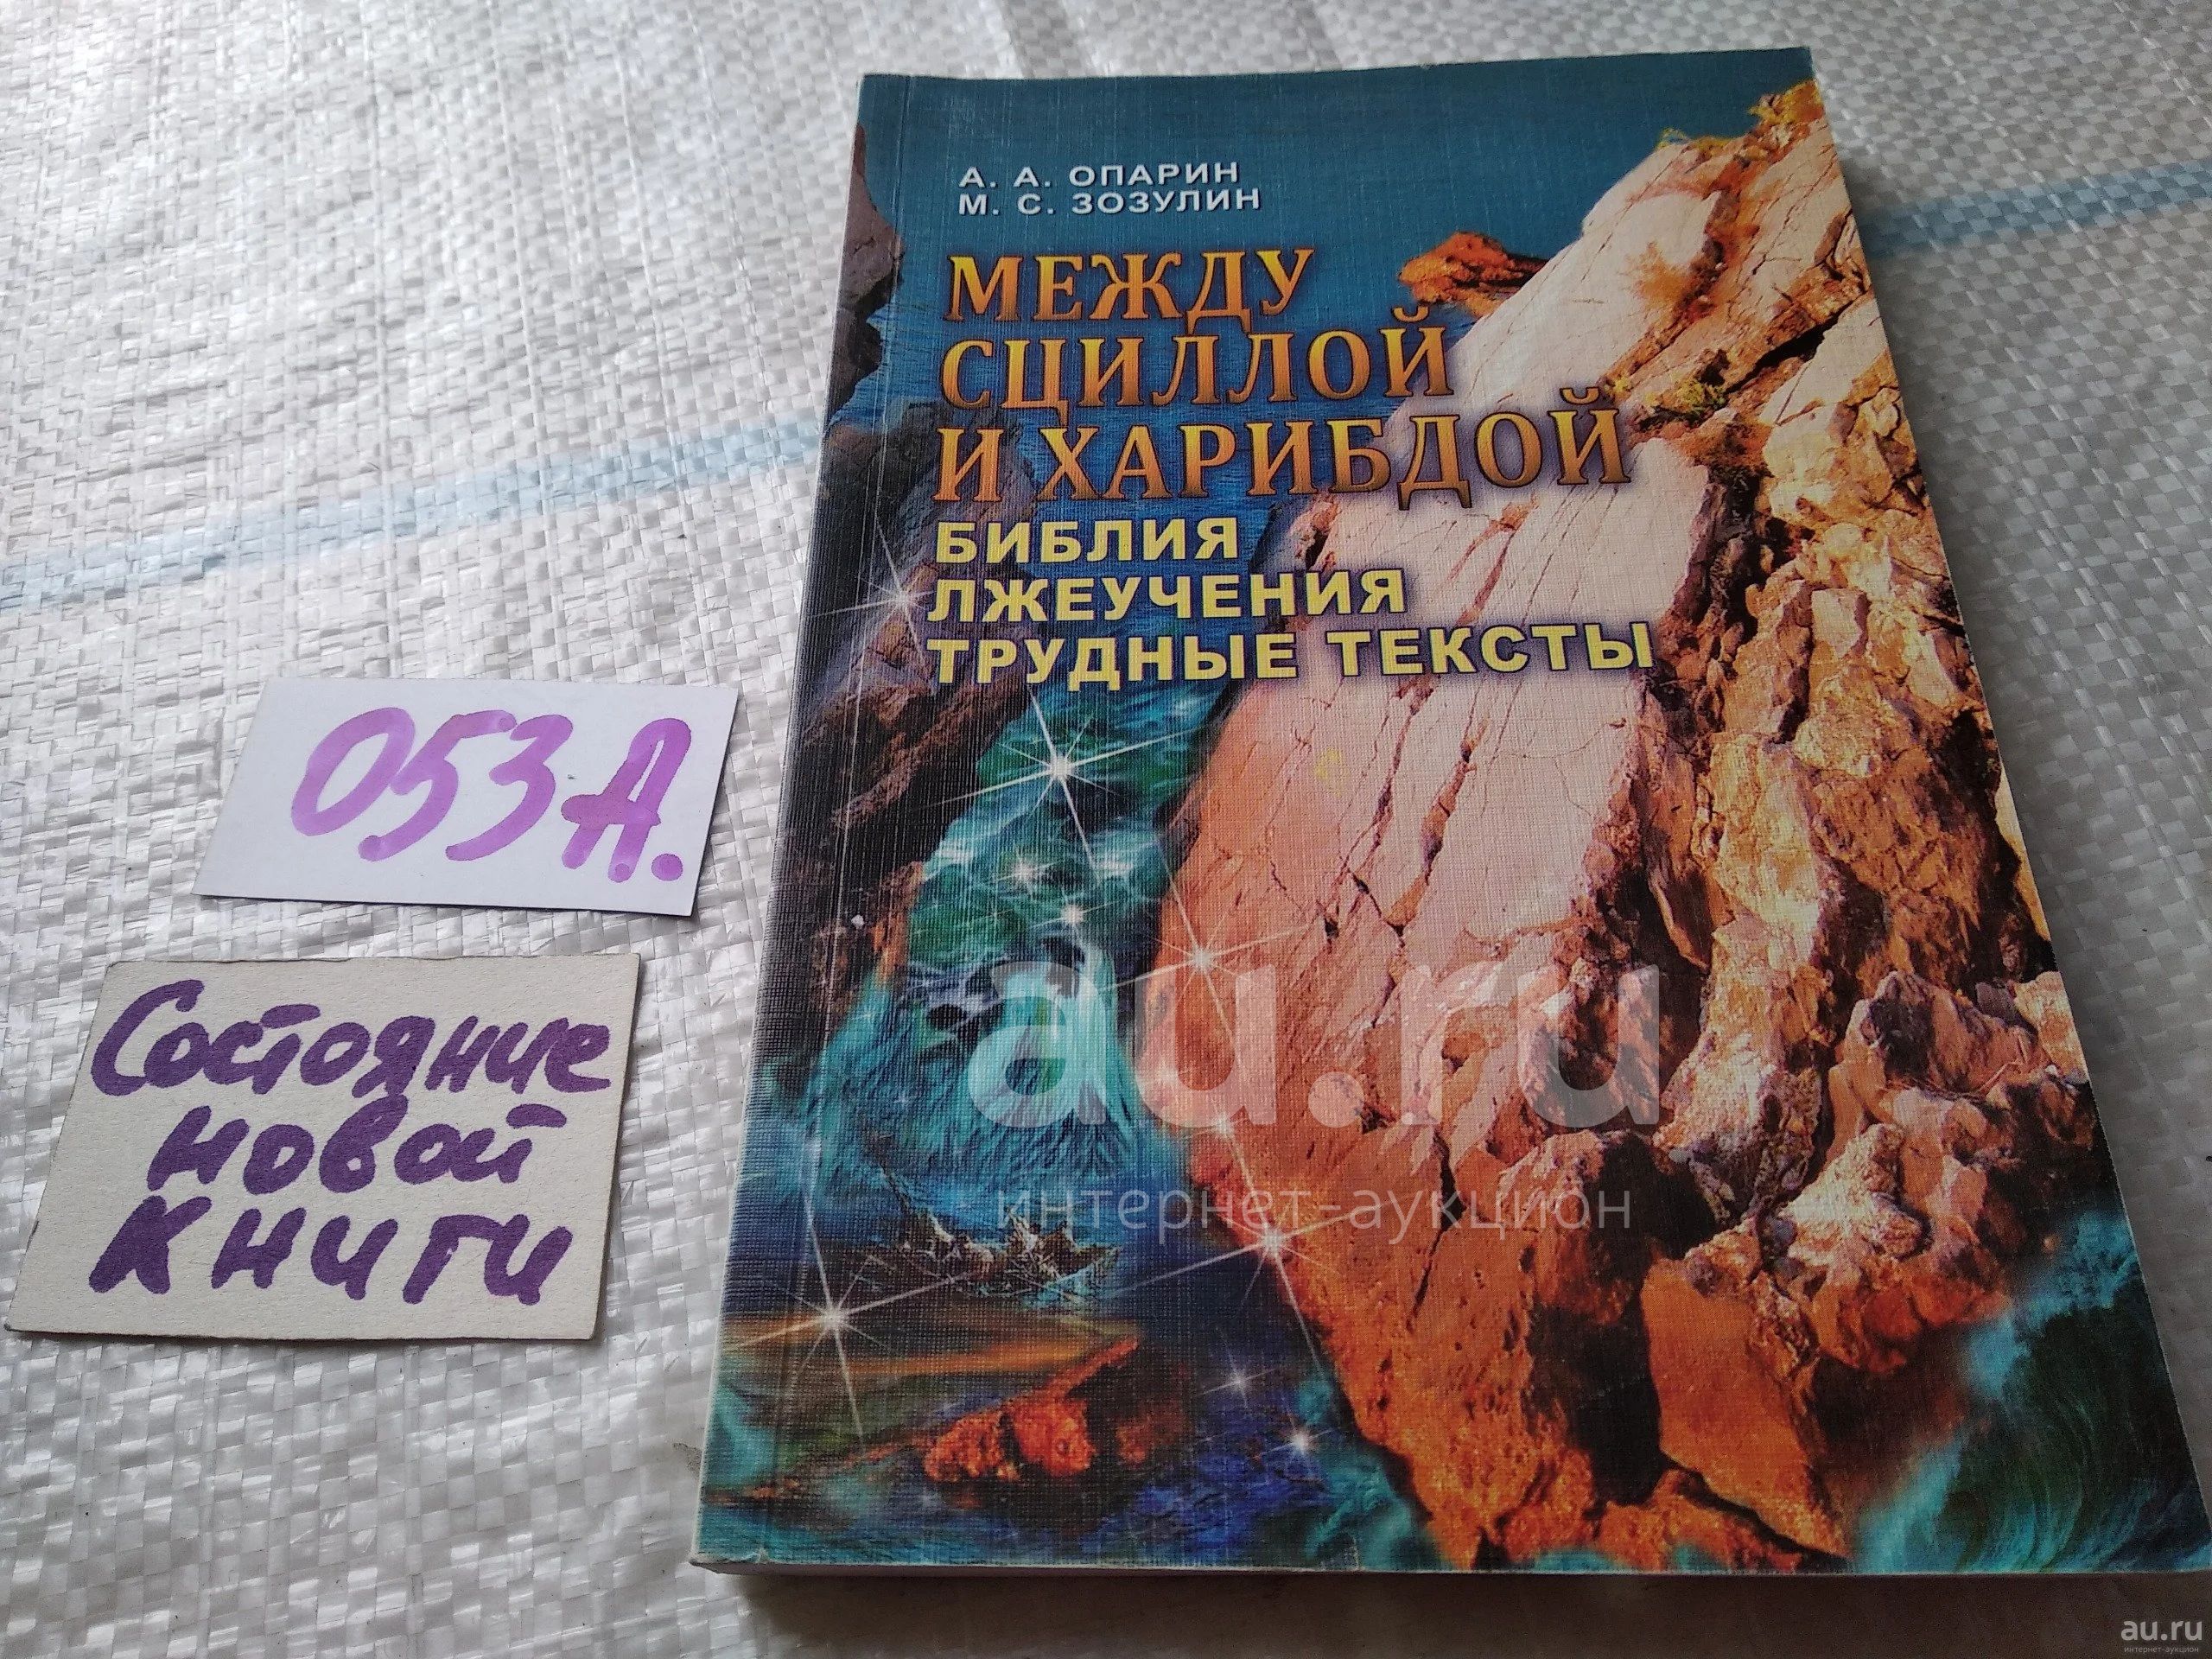 А. А. ОПАРИН
М. С. ЗОЗУЛИН
МЕЖДУ
СЦИЛЛОЙ
И ХАРИБДОЙ
БИБЛИЯ
ЛЖЕУЧЕНИЯ
ТРУДНЫЕ ТЕКСТЫ
053А.
Состояние
новой
книги
au.ru
интернет-аукцион
au.ru
интернет-аукцион